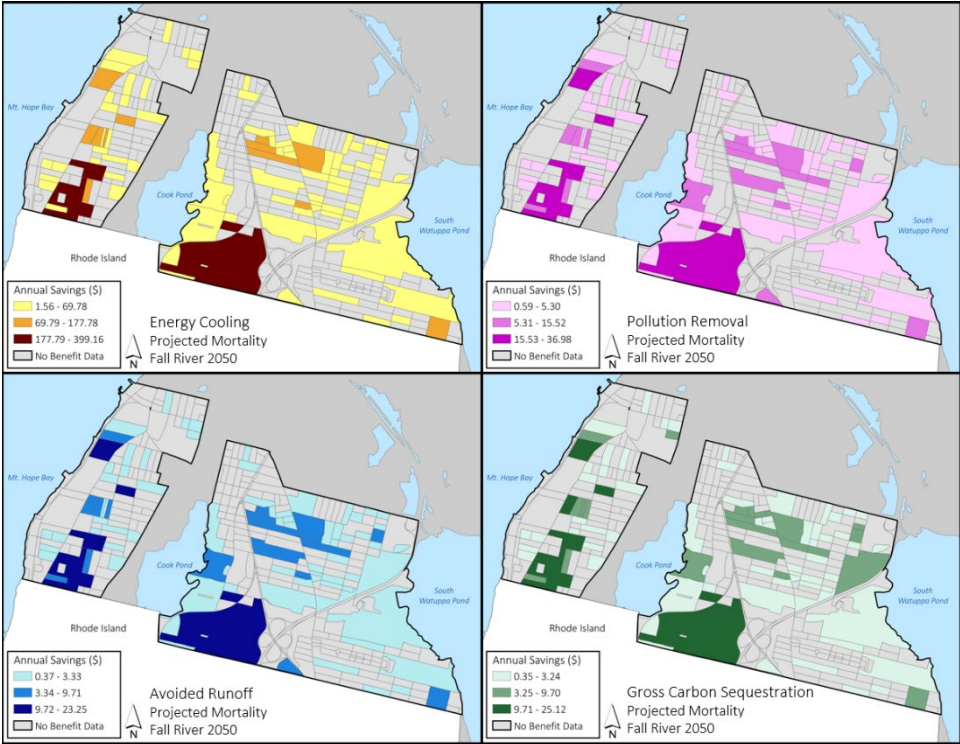 Mt. Hope Bay
Cook Pond
South
Watuppa Pond
Rhode Island
Annual Savings ($)
1.56 - 69.78
69.79 - 177.78
177.79 - 399.16
No Benefit Data
N
Energy Cooling
Projected Mortality
Fall River 2050
Mt. Hope Bay
Cook Pond
South
Watuppa Pond
Rhode Island
Annual Savings ($)
0.59 - 5.30
5.31 - 15.52
15.53 - 36.98
No Benefit Data
N
Pollution Removal
Projected Mortality
Fall River 2050
Mt. Hope Bay
Cook Pond
South
Watuppa Pond
Rhode Island
Annual Savings ($)
0.37 - 3.33
3.34 - 9.71
9.72 - 23.25
No Benefit Data
N
Avoided Runoff
Projected Mortality
Fall River 2050
Mt. Hope Bay
Cook Pond
South
Watuppa Pond
Rhode Island
Annual Savings ($)
0.35 - 3.24
3.25 - 9.70
9.71 - 25.12
No Benefit Data
N
Gross Carbon Sequestration
Projected Mortality
Fall River 2050